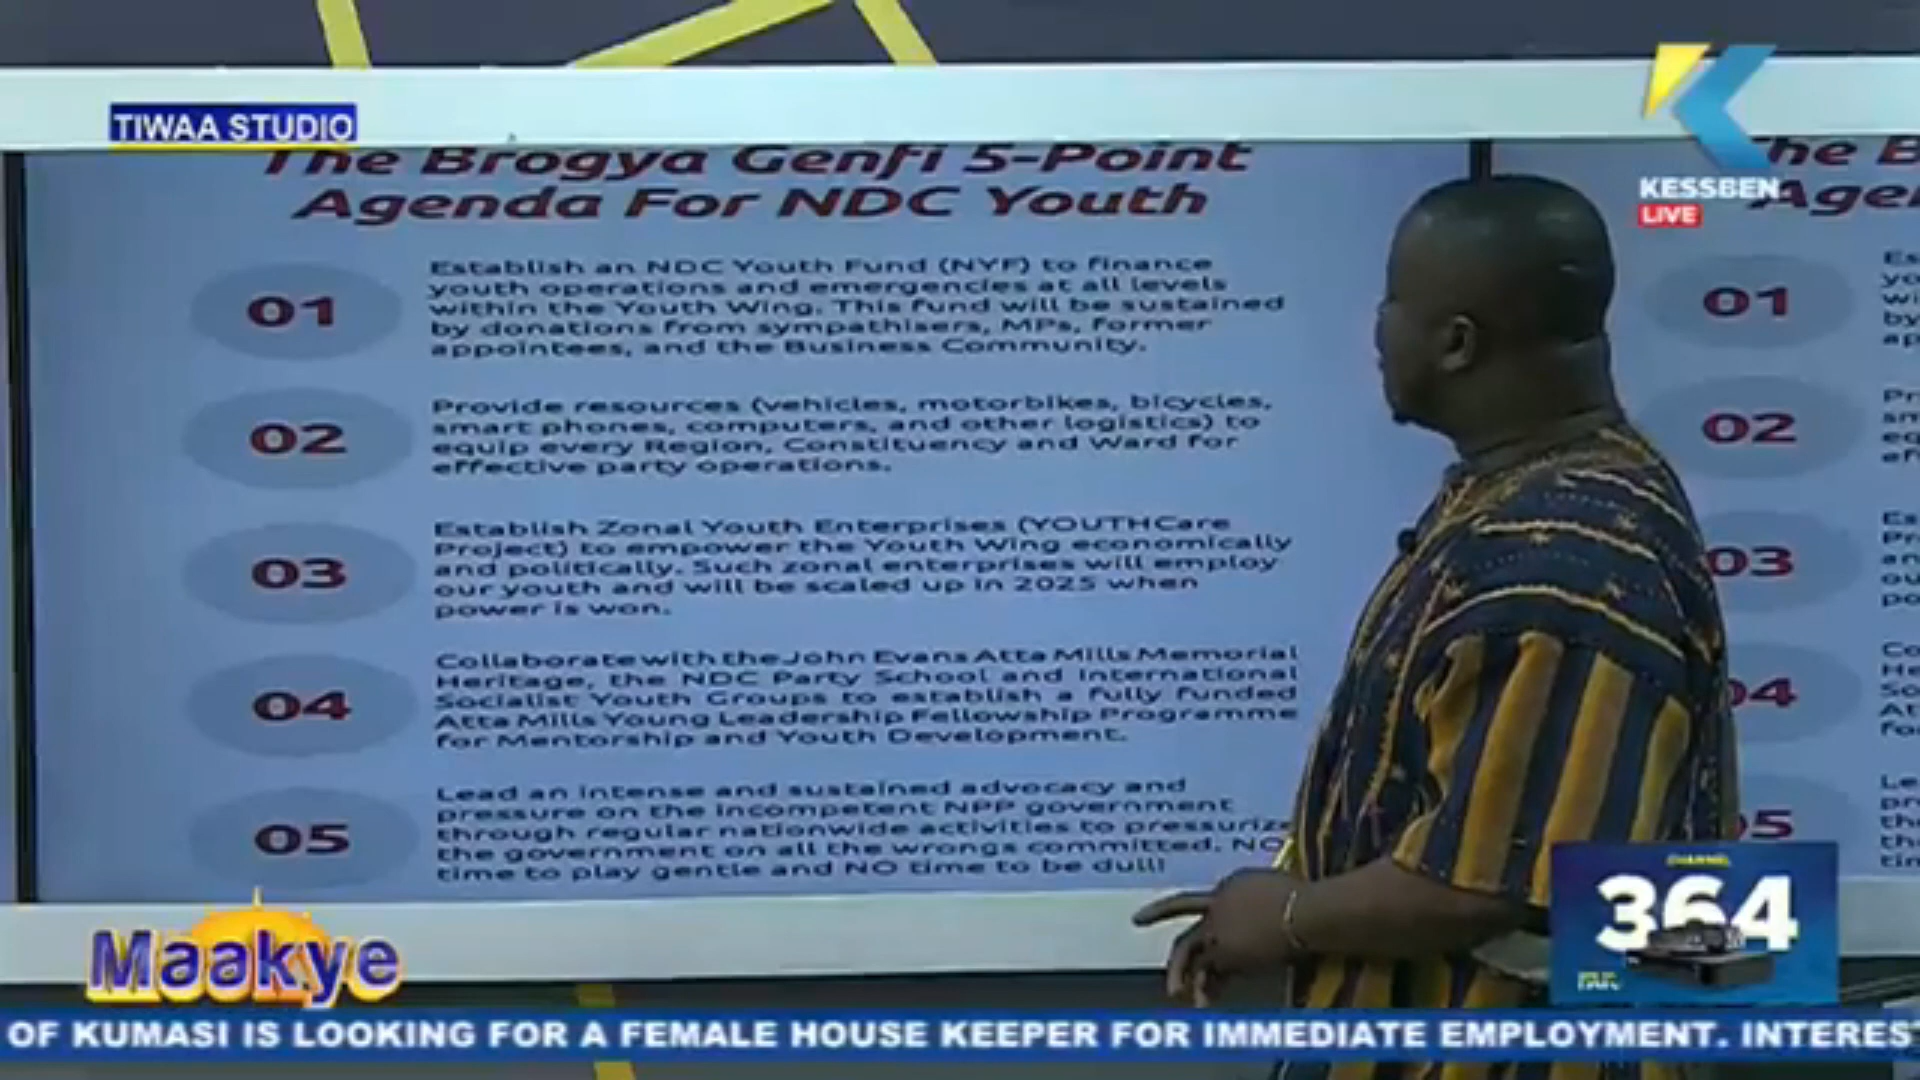 TIWAA STUDIO
KESSBEN
LIVE
The Brogya Genfi 5-Point
Agenda For NDC Youth
01
Establish an NDC Youth Fund (NYF) to finance
youth operations and emergencies at all levels
within the Youth Wing. This fund will be sustained
by donations from sympathisers, MPs, former
appointees, and the Business Community.
02
Provide resources (vehicles, motorbikes, bicycles,
smart phones, computers, and other logistics) to
equip every Region, Constituency and Ward for
effective party operations.
03
Establish Zonal Youth Enterprises (YOUTHCare
Project) to empower the Youth Wing economically
and politically. Such zonal enterprises will employ
our youth and will be scaled up in 2025 when
power is won.
04
Collaborate with the John Evans Atta Mills Memorial
Heritage, the NDC Party School and International
Socialist Youth Groups to establish a fully funded
Atta Mills Young Leadership Fellowship Programme
for Mentorship and Youth Development.
05
Lead an intense and sustained advocacy and
pressure on the incompetent NPP government
through regular nationwide activities to pressurize
the government on all the wrongs committed. NO
time to play gentle and NO time to be dull!
The B
Agen
01
02
03
04
05
CHANNEL
364
Maakye
OF KUMASI IS LOOKING FOR A FEMALE HOUSE KEEPER FOR IMMEDIATE EMPLOYMENT. INTERES